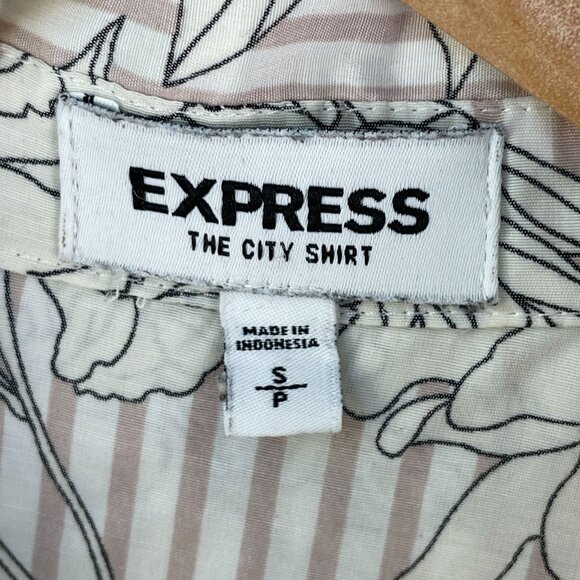 EXPRESS
THE CITY SHIRT
MADE IN
INDONESIA
S
P